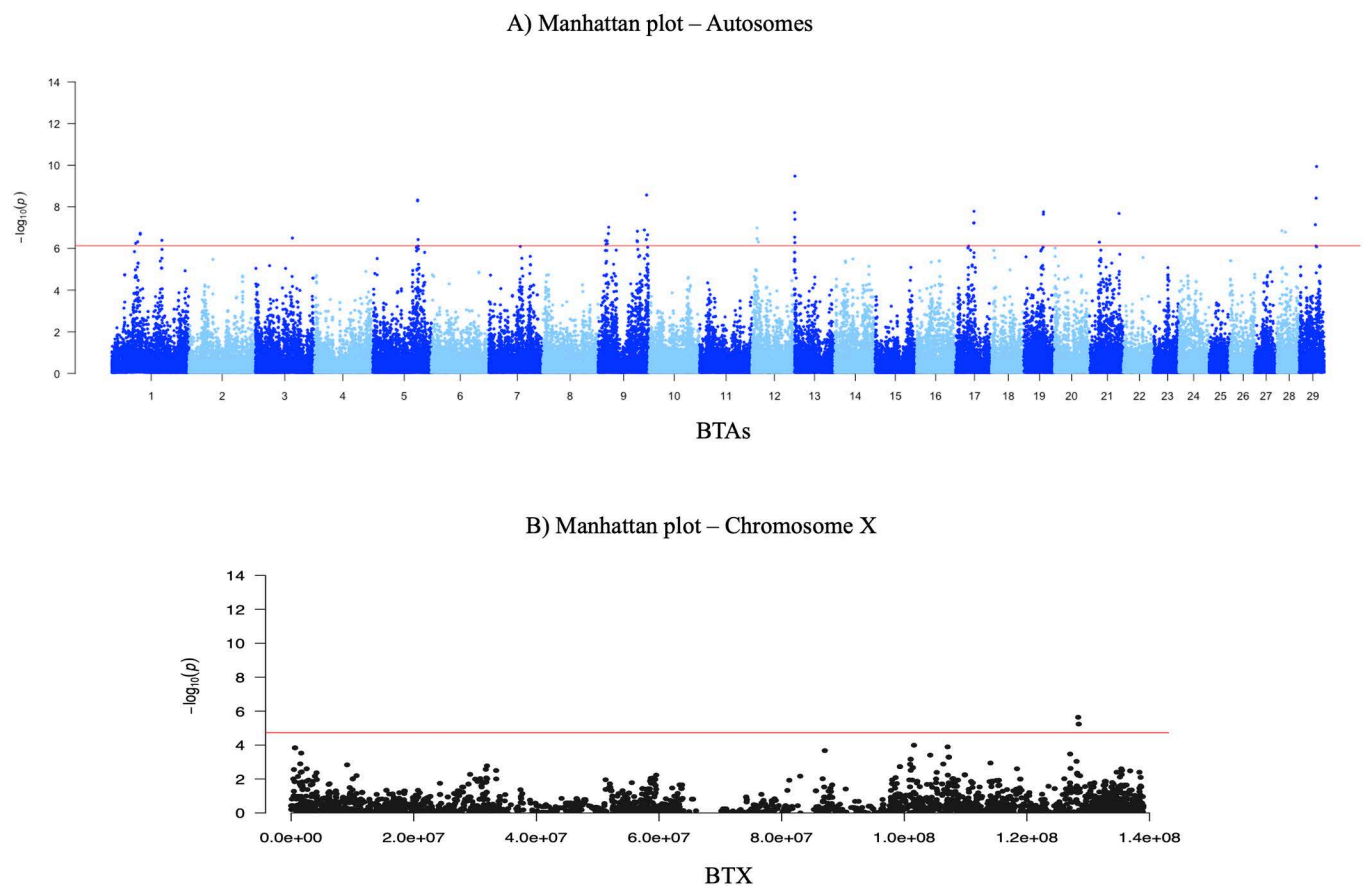 A) Manhattan plot – Autosomes
14
12
10
8
6
4
2
0
−log10(p)
1 2 3 4 5 6 7 8 9 10 11 12 13 14 15 16 17 18 19 20 21 22 23 24 25 26 27 28 29
BTAs
B) Manhattan plot – Chromosome X
14
12
10
8
6
4
2
0
−log10(p)
0.0e+00 2.0e+07 4.0e+07 6.0e+07 8.0e+07 1.0e+08 1.2e+08 1.4e+08
BTX